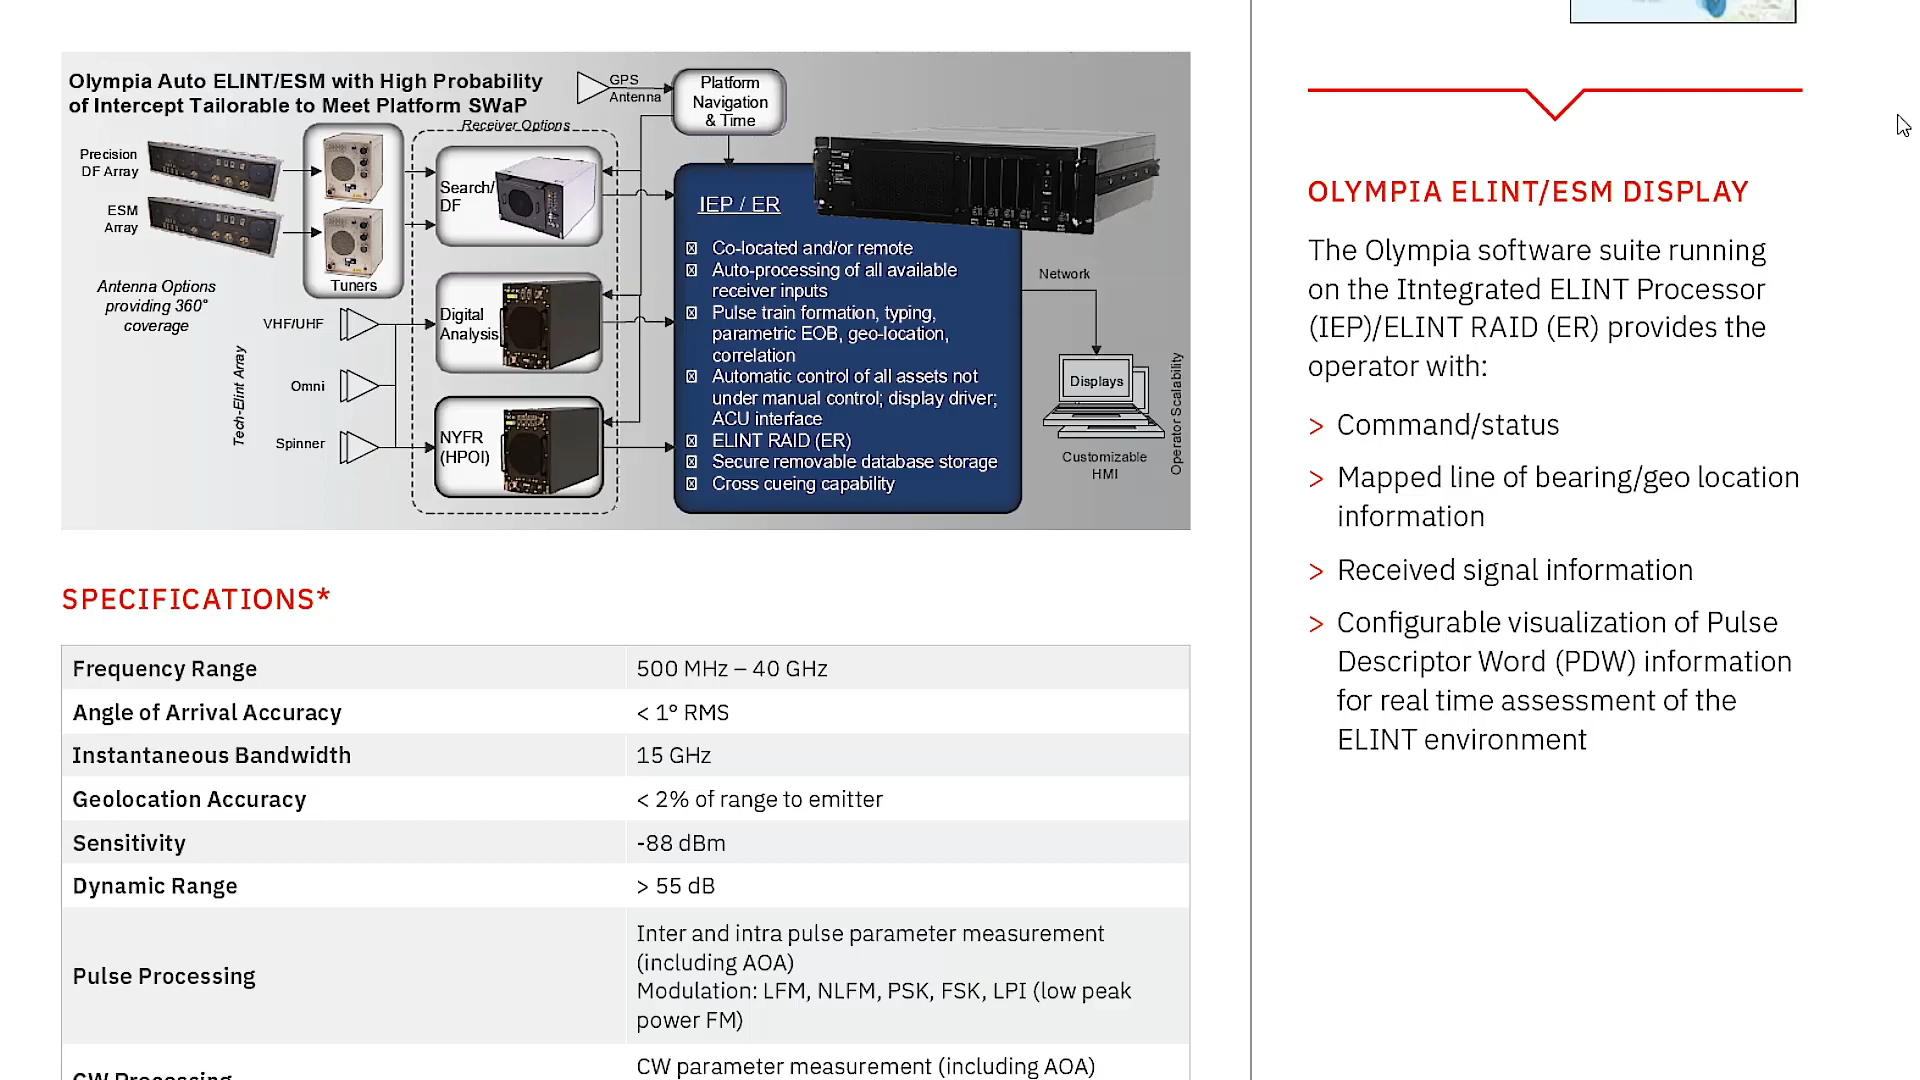 Olympia Auto ELINT/ESM with High Probability
of Intercept Tailorable to Meet Platform SWaP
GPS
Antenna
Platform
Navigation
& Time
Receiver Options
Precision
DF Array
ESM
Array
Antenna Options
providing 360°
coverage
Tuners
Search/
DF
Digital
Analysis
NYFR
(HPOI)
VHF/UHF
Omni
Spinner
Tech-Elint Array
IEP / ER
Co-located and/or remote
Auto-processing of all available
receiver inputs
Pulse train formation, typing,
parametric EOB, geo-location,
correlation
Automatic control of all assets not
under manual control; display driver;
ACU interface
ELINT RAID (ER)
Secure removable database storage
Cross cueing capability
Network
Displays
Customizable
HMI
Operator Scalability
SPECIFICATIONS*
Frequency Range 500 MHz – 40 GHz
Angle of Arrival Accuracy < 1° RMS
Instantaneous Bandwidth 15 GHz
Geolocation Accuracy < 2% of range to emitter
Sensitivity -88 dBm
Dynamic Range > 55 dB
Pulse Processing
Inter and intra pulse parameter measurement
(including AOA)
Modulation: LFM, NLFM, PSK, FSK, LPI (low peak
power FM)
CW Processing
CW parameter measurement (including AOA)
OLYMPIA ELINT/ESM DISPLAY
The Olympia software suite running
on the Itntegrated ELINT Processor
(IEP)/ELINT RAID (ER) provides the
operator with:
> Command/status
> Mapped line of bearing/geo location
information
> Received signal information
> Configurable visualization of Pulse
Descriptor Word (PDW) information
for real time assessment of the
ELINT environment